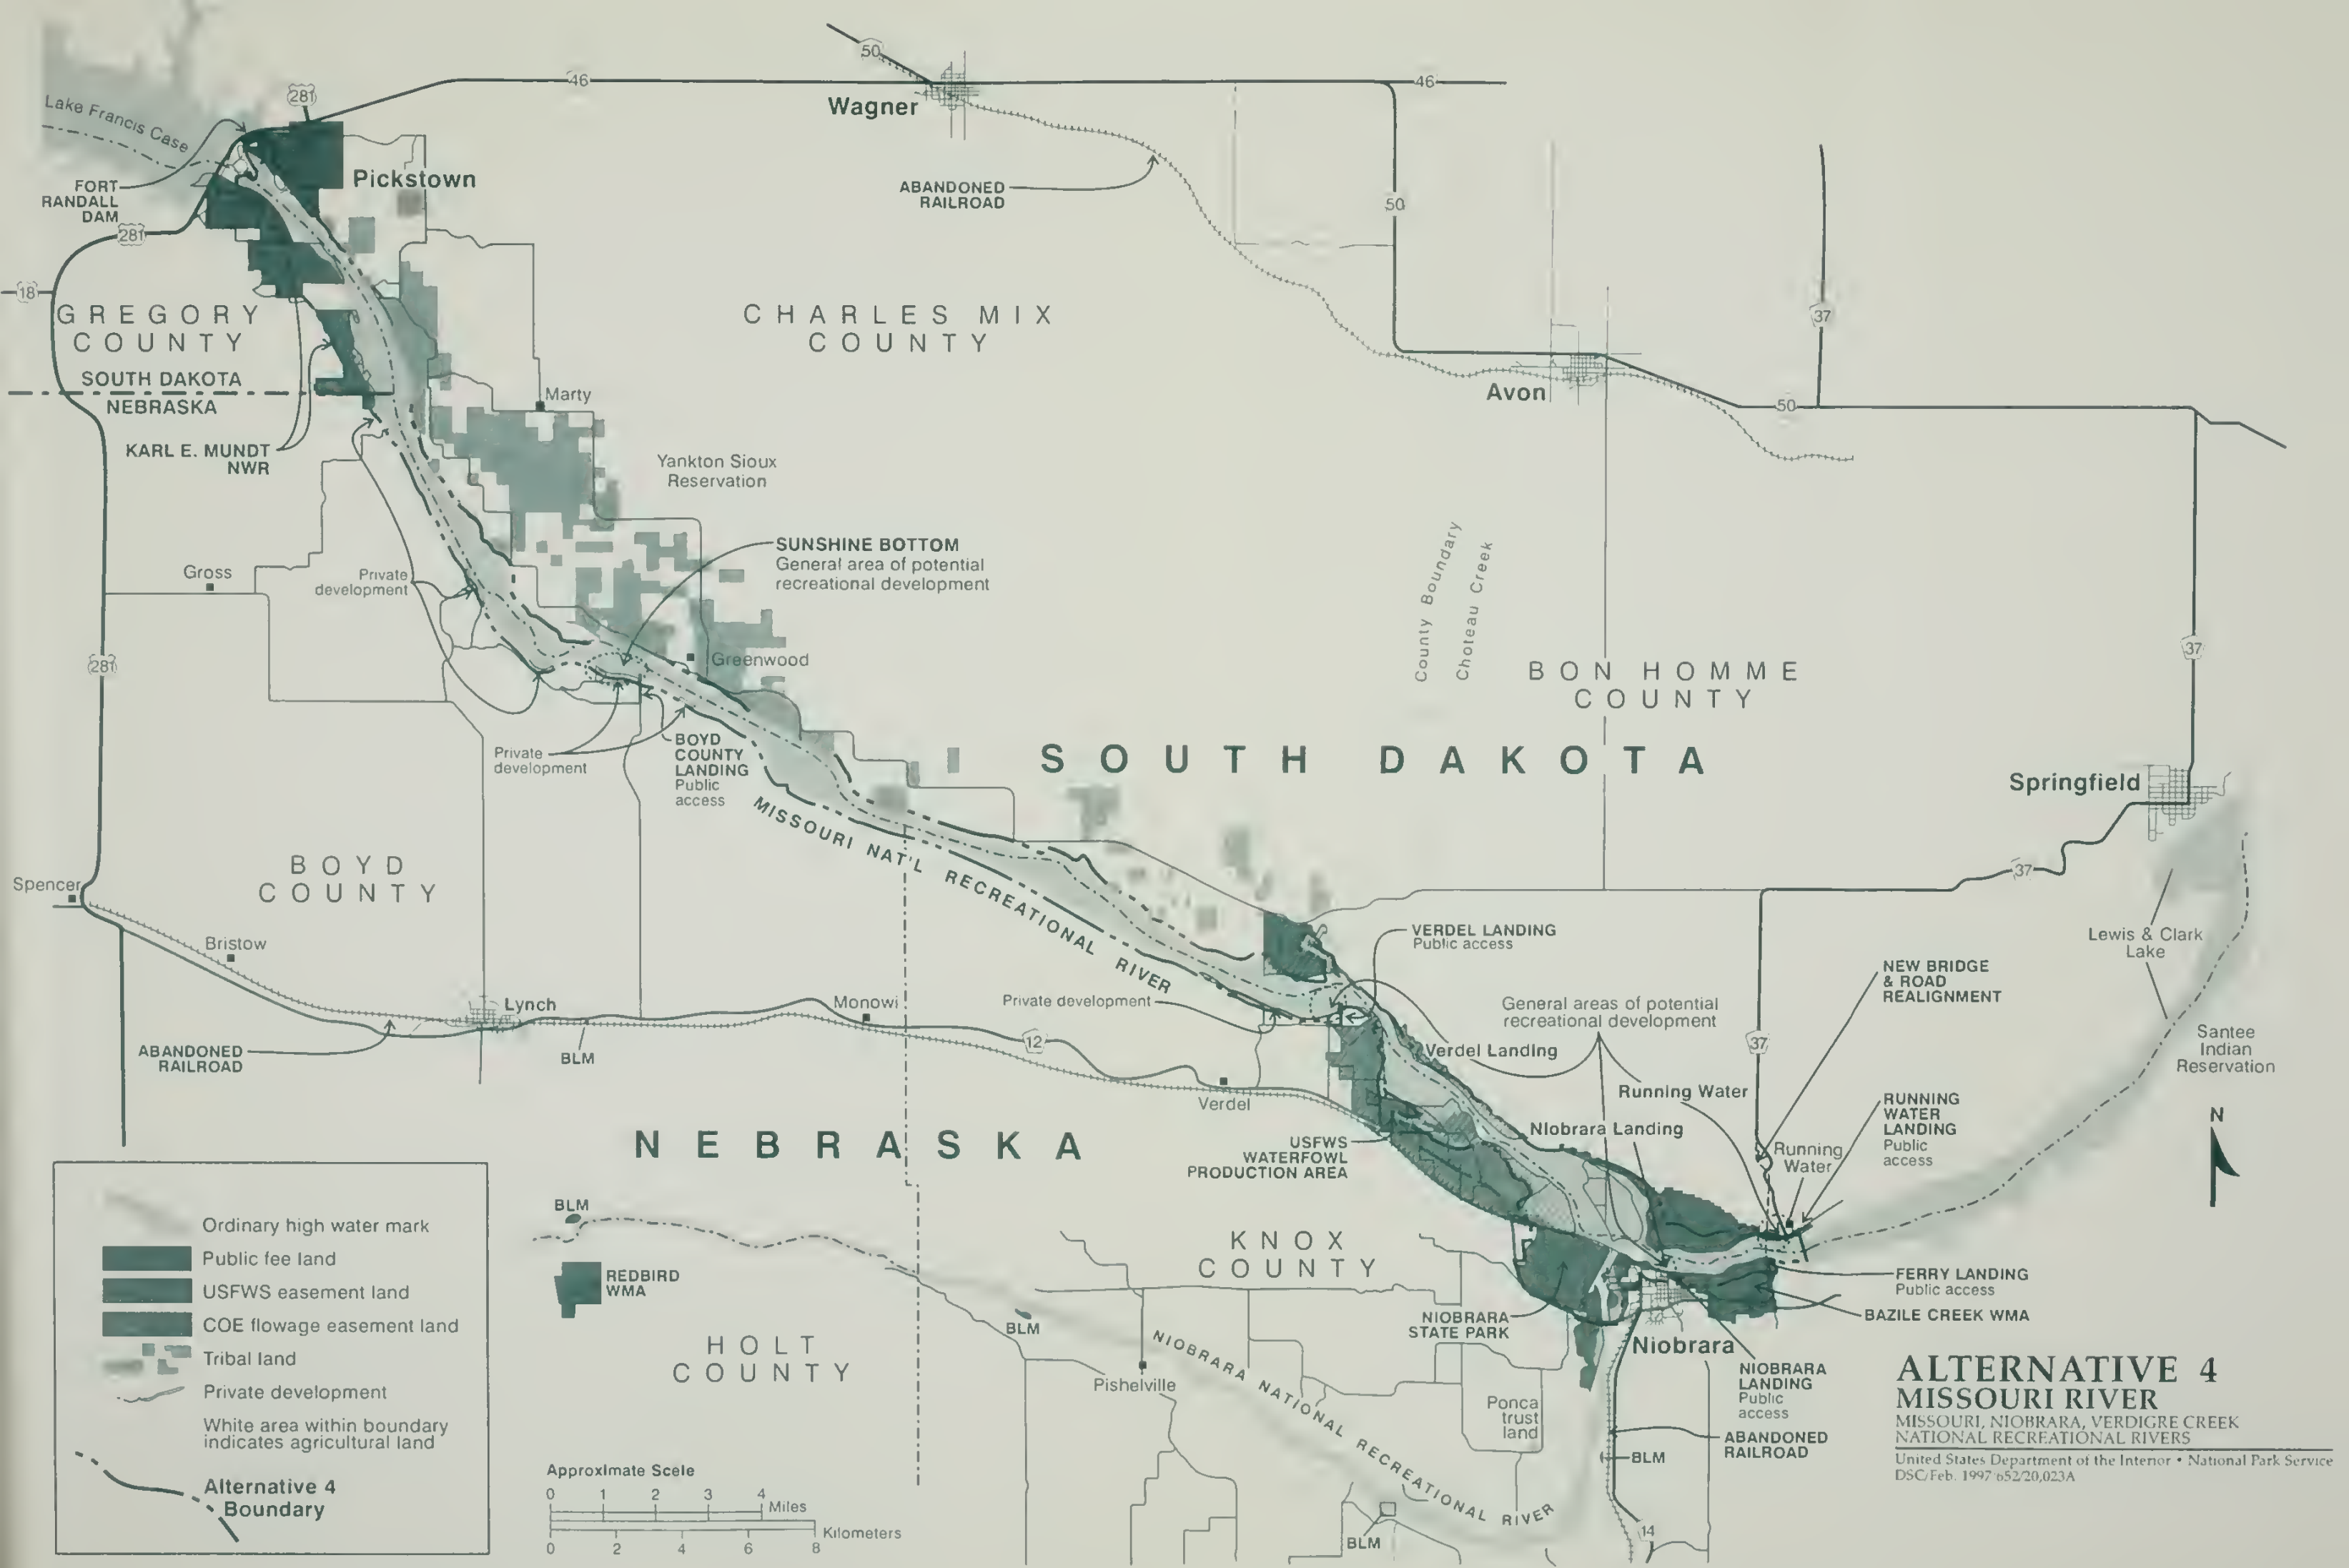 50
46
46
281
Wagner
Lake Francis Case
Pickstown
FORT
RANDALL
DAM
ABANDONED
RAILROAD
50
281
18
GREGORY
COUNTY
CHARLES MIX
COUNTY
37
SOUTH DAKOTA
NEBRASKA
Marty
Avon
50
KARL E. MUNDT
NWR
Yankton Sioux
Reservation
SUNSHINE BOTTOM
General area of potential
recreational development
Gross
Private
development
County Boundary
Choteau Creek
281
Greenwood
BON HOMME
COUNTY
37
Private
development
BOYD
COUNTY
LANDING
Public
access
SOUTH DAKOTA
Springfield
MISSOURI NAT'L RECREATIONAL RIVER
BOYD
COUNTY
Spencer
37
Bristow
VERDEL LANDING
Public access
Lewis & Clark
Lake
NEW BRIDGE
& ROAD
REALIGNMENT
Lynch
Monowi
Private development
General areas of potential
recreational development
ABANDONED
RAILROAD
BLM
12
Verdel Landing
37
Santee
Indian
Reservation
Verdel
Running Water
RUNNING
WATER
LANDING
Public
access
N
NEBRASKA
USFWS
WATERFOWL
PRODUCTION AREA
Niobrara Landing
Running
Water
BLM
Ordinary high water mark
Public fee land
USFWS easement land
COE flowage easement land
Tribal land
Private development
White area within boundary
indicates agricultural land
Alternative 4
Boundary
REDBIRD
WMA
KNOX
COUNTY
FERRY LANDING
Public access
BAZILE CREEK WMA
BLM
NIOBRARA
STATE PARK
Niobrara
HOLT
COUNTY
NIOBRARA NATIONAL RECREATIONAL RIVER
Pishelville
Ponca
trust
land
NIOBRARA
LANDING
Public
access
ABANDONED
RAILROAD
BLM
BLM
14
Approximate Scele
0 1 2 3 4
Miles
Kilometers
0 2 4 6 8
ALTERNATIVE 4
MISSOURI RIVER
MISSOURI, NIOBRARA, VERDIGRE CREEK
NATIONAL RECREATIONAL RIVERS
United States Department of the Interior • National Park Service
DSC/Feb. 1997/652/20,023A